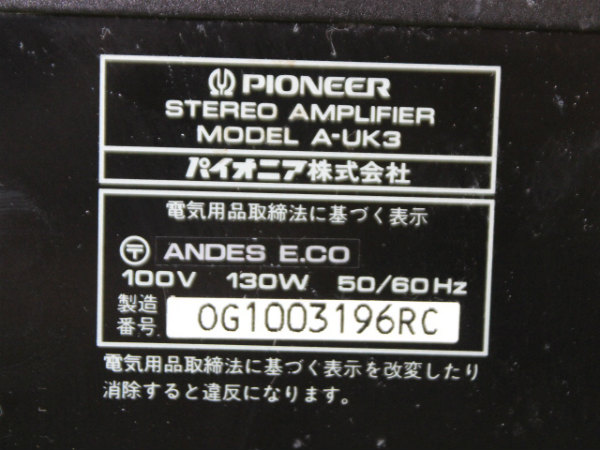 PIONEER
STEREO AMPLIFIER
MODEL A-UK3
パイオニア株式会社
電気用品取締法に基づく表示
〶 ANDES E.CO
100V 130W 50/60Hz
製造
番号 0G1003196RC
電気用品取締法に基づく表示を改変したり
消除すると違反になります。